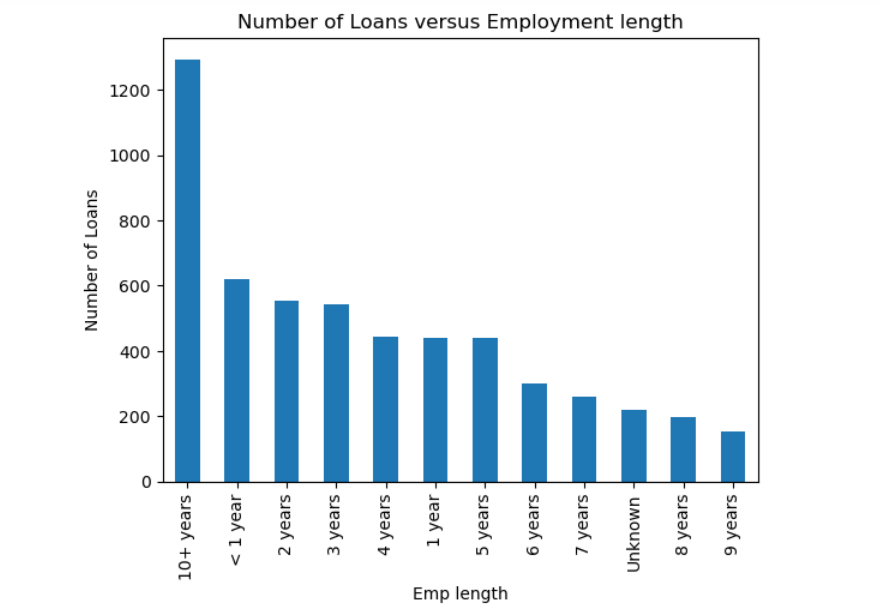 Number of Loans versus Employment length
Number of Loans
1200
1000
800
600
400
200
0
10+ years
< 1 year
2 years
3 years
4 years
1 year
5 years
6 years
7 years
Unknown
8 years
9 years
Emp length